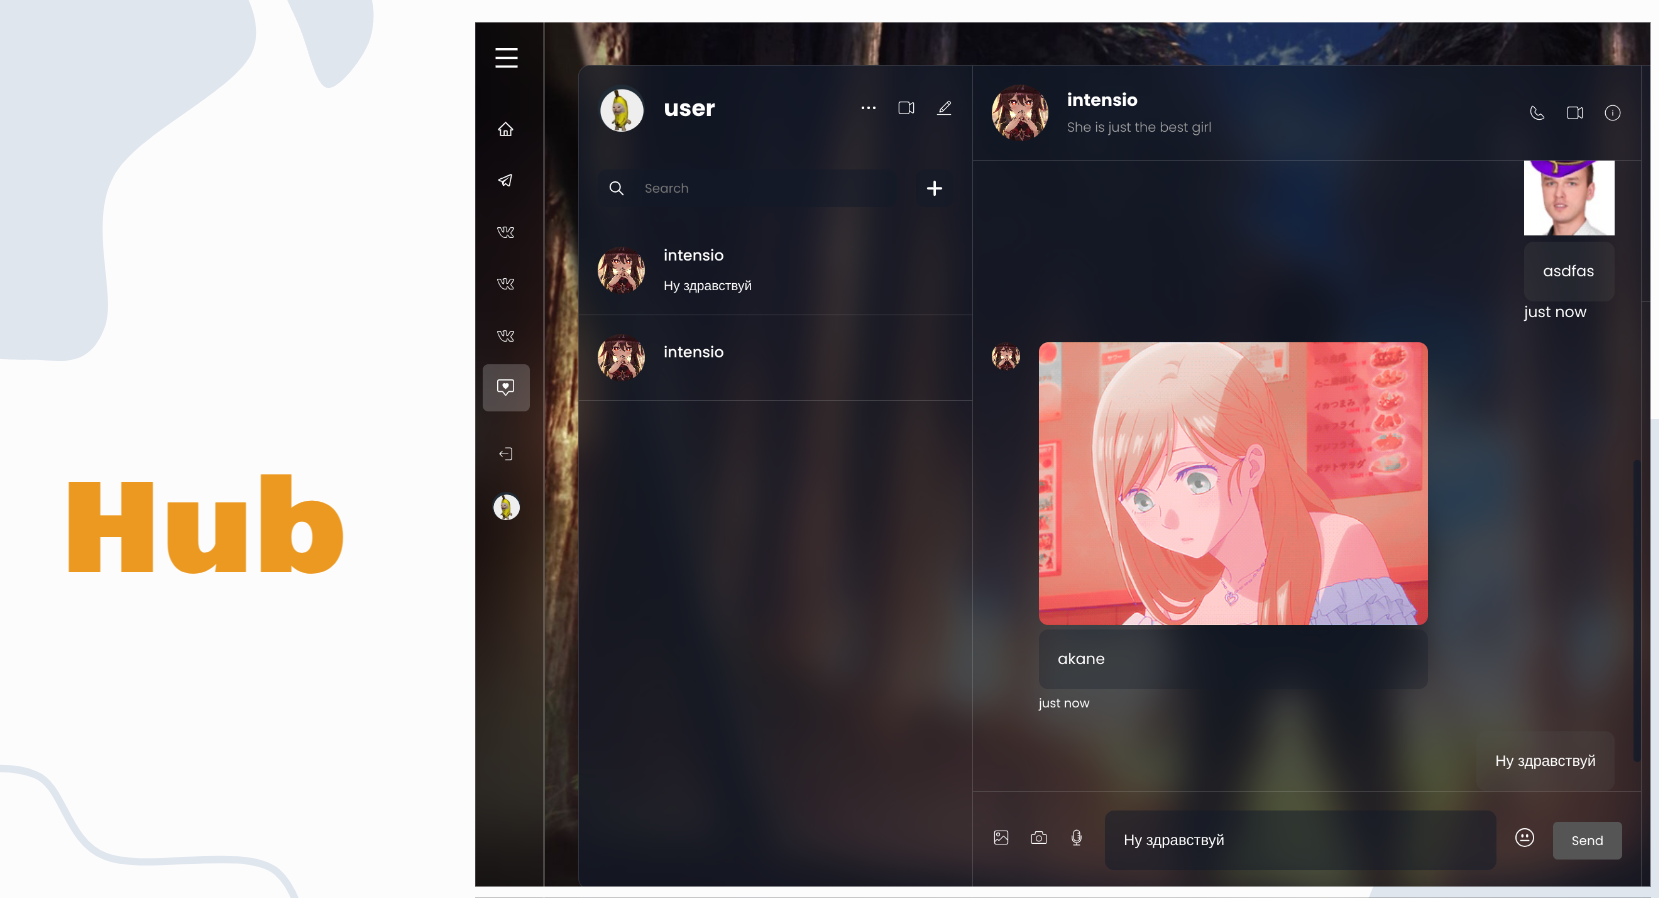 Hub
user
Search
intensio
Ну здравствуй
intensio
intensio
She is just the best girl
asdfas
just now
akane
just now
Ну здравствуй
Ну здравствуй
Send